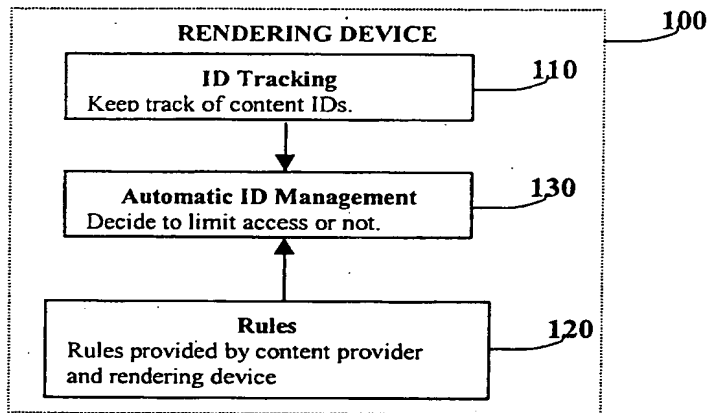 RENDERING DEVICE
100
ID Tracking
110
Keep track of content IDs.
Automatic ID Management
130
Decide to limit access or not.
Rules
120
Rules provided by content provider
and rendering device